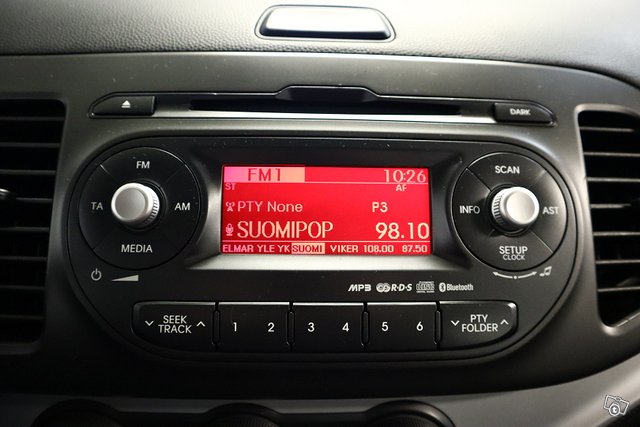 DARK
FM
TA
AM
MEDIA
FM1 10:26
ST AF
PTY None P3
SUOMIPOP 98.10
ELMAR YLE YK SUOMI VIKER 108.00 87.50
SCAN
INFO
AST
SETUP
CLOCK
MP3 R·D·S Bluetooth
SEEK
TRACK
1 2 3 4 5 6
PTY
FOLDER